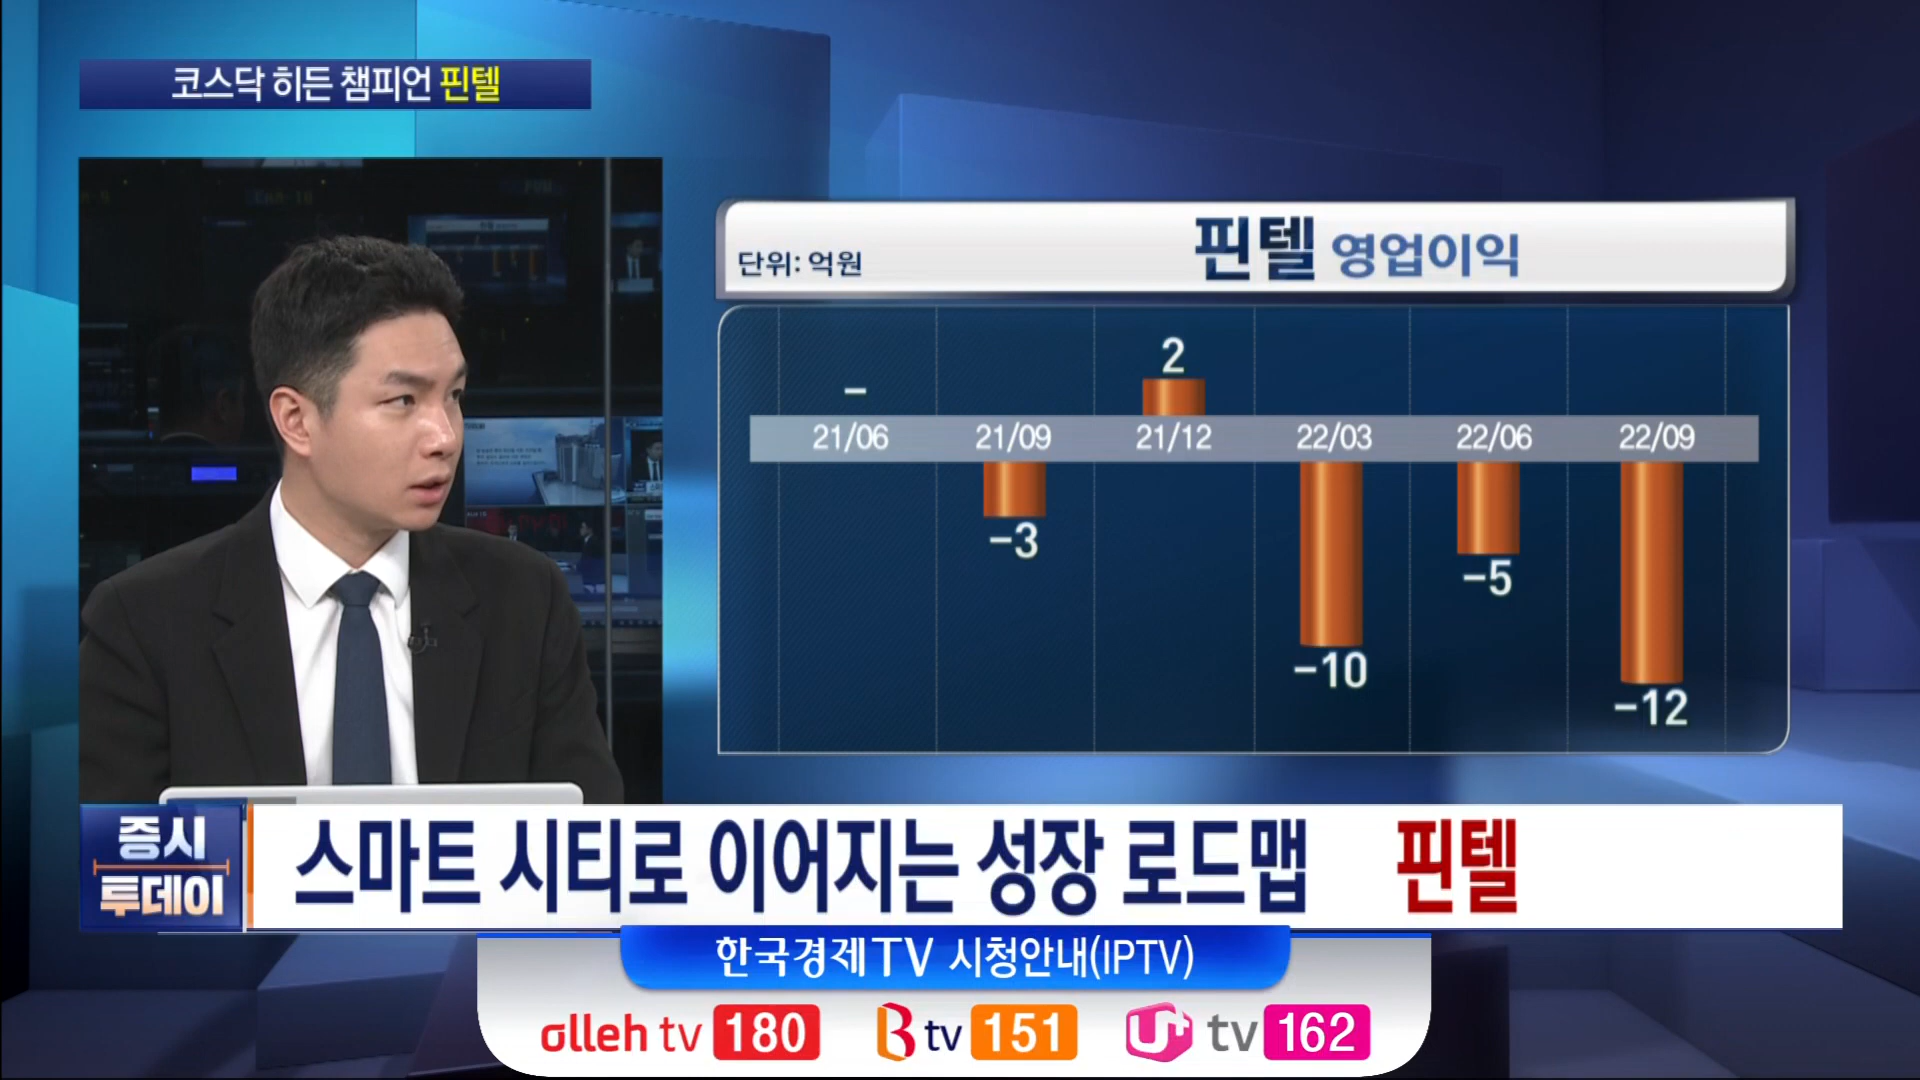 코스닥 히든 챔피언 핀텔
단위: 억원
핀텔 영업이익
-
2
21/06 21/09 21/12 22/03 22/06 22/09
-3
-5
-10
-12
증시
투데이
스마트 시티로 이어지는 성장 로드맵 핀텔
한국경제TV 시청안내(IPTV)
olleh tv 180 B tv 151 U+ tv 162